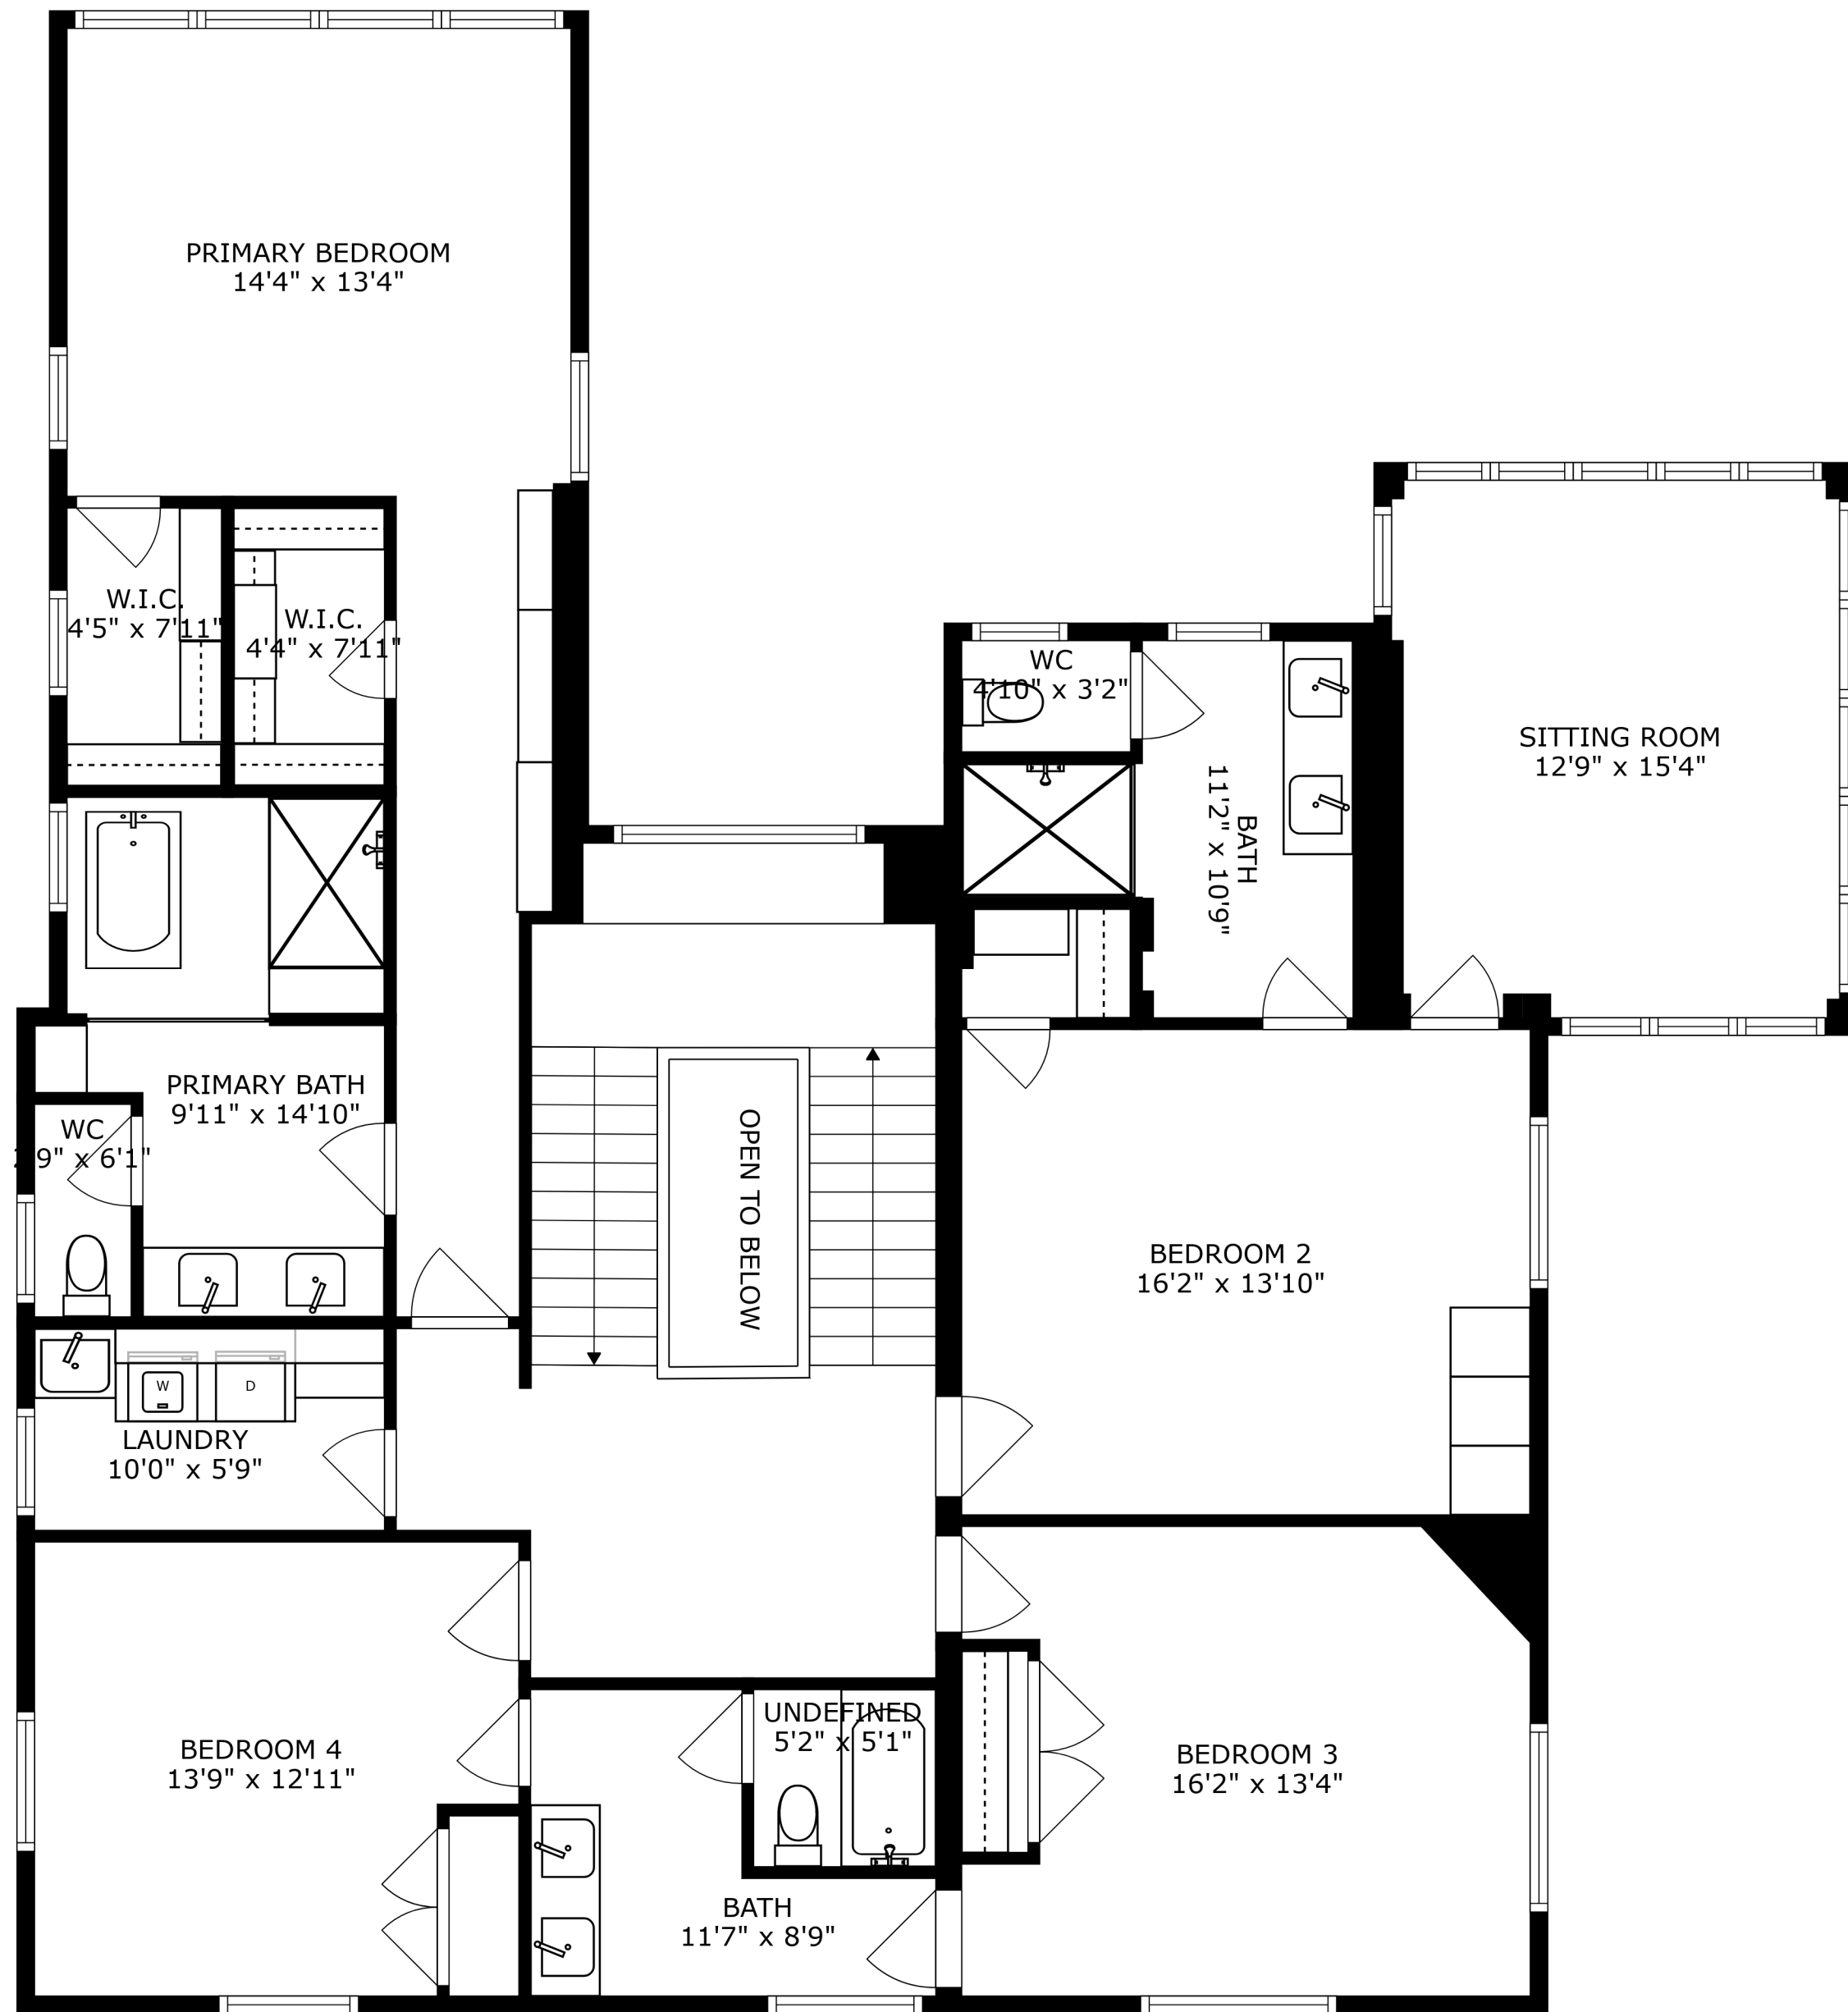 PRIMARY BEDROOM
14'4" x 13'4"
W.I.C.
4'5" x 7'11"
W.I.C.
4'4" x 7'11"
WC
4'10" x 3'2"
BATH
11'2" x 10'9"
SITTING ROOM
12'9" x 15'4"
PRIMARY BATH
9'11" x 14'10"
WC
9" x 6'1"
OPEN TO BELOW
BEDROOM 2
16'2" x 13'10"
W
D
LAUNDRY
10'0" x 5'9"
UNDEFINED
5'2" x 5'1"
BEDROOM 4
13'9" x 12'11"
BEDROOM 3
16'2" x 13'4"
BATH
11'7" x 8'9"